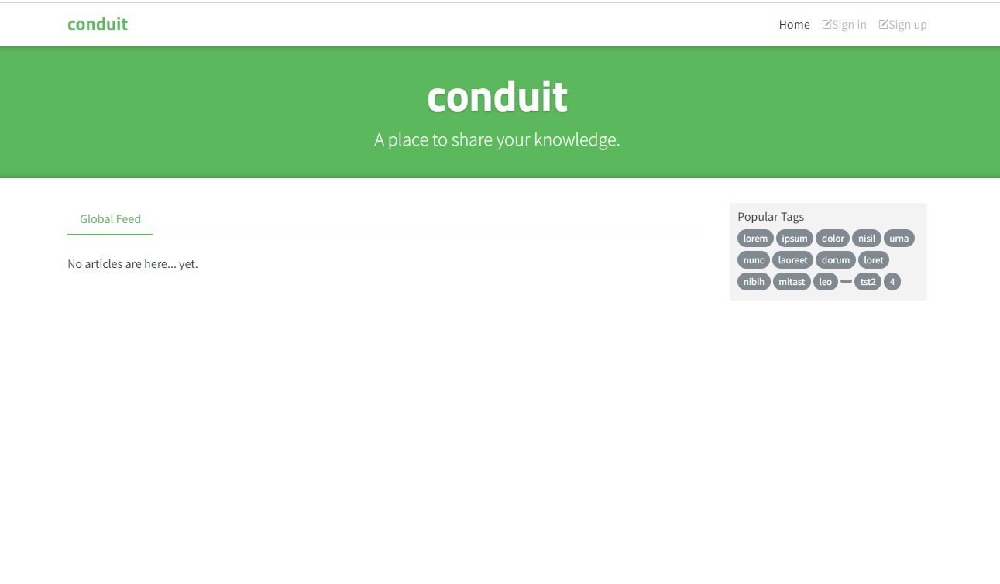 conduit
Home Sign in Sign up
conduit
A place to share your knowledge.
Global Feed
No articles are here... yet.
Popular Tags
lorem ipsum dolor nisil urna
nunc laoreet dorum loret
nibih mitast leo tst2 4